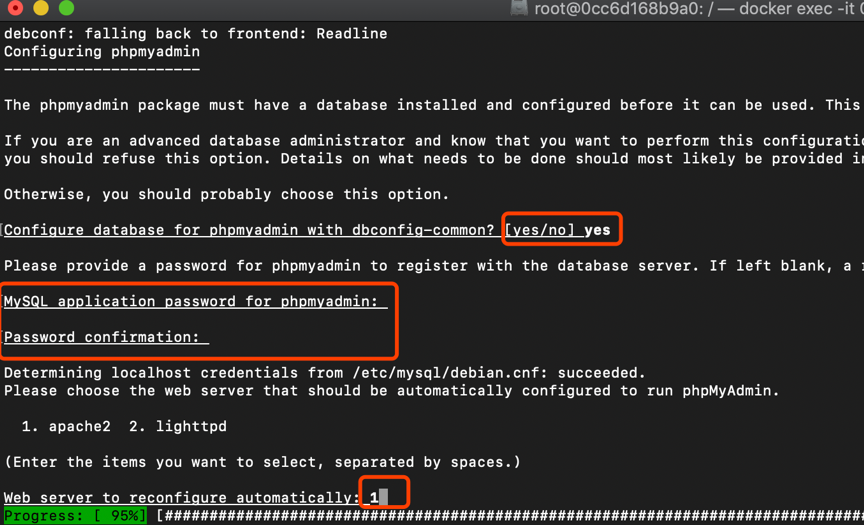 root@0cc6d168b9a0: / — docker exec -it
debconf: falling back to frontend: Readline
Configuring phpmyadmin
----------------------
The phpmyadmin package must have a database installed and configured before it can be used. This
If you are an advanced database administrator and know that you want to perform this
you should refuse this option. Details on what needs to be done should most likely be provided
Otherwise, you should probably choose this option.
Configure database for phpmyadmin with dbconfig-common? [yes/no] yes
Please provide a password for phpmyadmin to register with the database server. If left blank, a
MySQL application password for phpmyadmin:
Password confirmation:
Determining localhost credentials from /etc/mysql/debian.cnf: succeeded.
Please choose the web server that should be automatically configured to run phpMyAdmin.
1. apache2  2. lighttpd
(Enter the items you want to select, separated by spaces.)
Web server to reconfigure automatically: 1
Progress: [ 95%] [##########################################################################